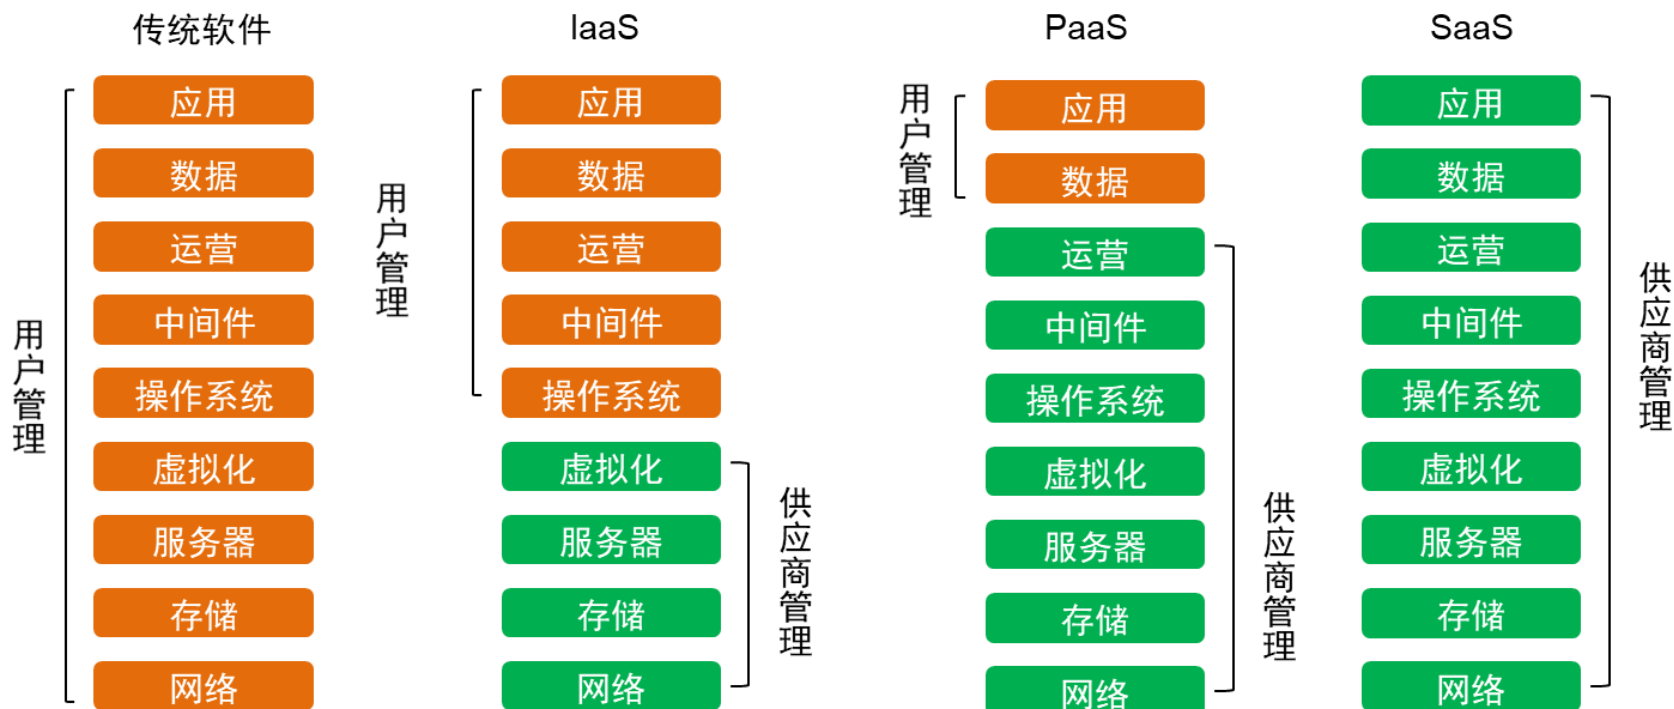 传统软件
用户管理
应用
数据
运营
中间件
操作系统
虚拟化
服务器
存储
网络
IaaS
用户管理
应用
数据
运营
中间件
操作系统
虚拟化
服务器
存储
网络
供应商管理
PaaS
用户管理
应用
数据
运营
中间件
操作系统
虚拟化
服务器
存储
网络
供应商管理
SaaS
应用
数据
运营
中间件
操作系统
虚拟化
服务器
存储
网络
供应商管理